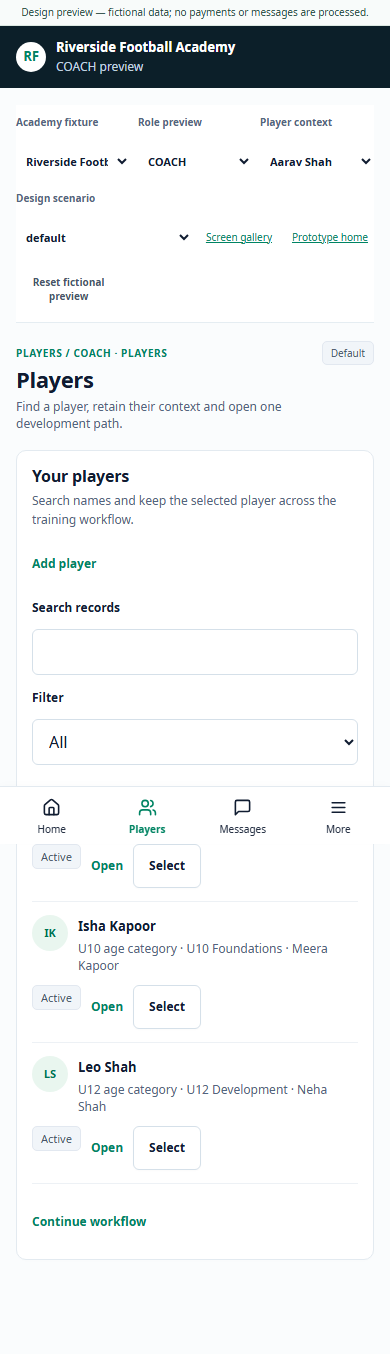 Design preview — fictional data; no payments or messages are processed.
RF
Riverside Football Academy
COACH preview
Academy fixture
Role preview
Player context
Riverside Footb
COACH
Aarav Shah
Design scenario
default
Screen gallery
Prototype home
Reset fictional
preview
PLAYERS / COACH · PLAYERS
Default
Players
Find a player, retain their context and open one
development path.
Your players
Search names and keep the selected player across the
training workflow.
Add player
Search records
Filter
All
Home
Players
Messages
More
Active
Open
Select
IK
Isha Kapoor
U10 age category · U10 Foundations · Meera
Kapoor
Active
Open
Select
LS
Leo Shah
U12 age category · U12 Development · Neha
Shah
Active
Open
Select
Continue workflow